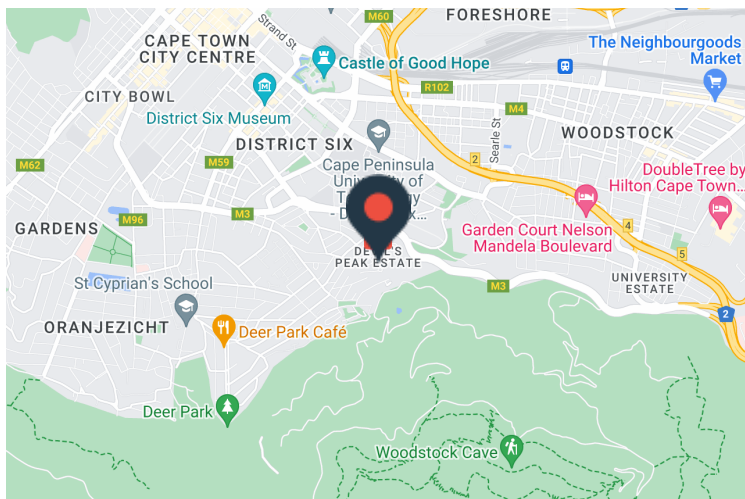 M60
FORESHORE
Strand St
CAPE TOWN
CITY CENTRE
The Neighbourgoods
Market
Castle of Good Hope
R102
CITY BOWL
M4
District Six Museum
Searle St
WOODSTOCK
DISTRICT SIX
2
M62
M59
Cape Peninsula
University of
DoubleTree by
Hilton Cape Town...
M96
M3
GARDENS
4
Garden Court Nelson
Mandela Boulevard
5
PEAK ESTATE
St Cyprian's School
M3
UNIVERSITY
ESTATE
2
ORANJEZICHT
Deer Park Café
Deer Park
Woodstock Cave